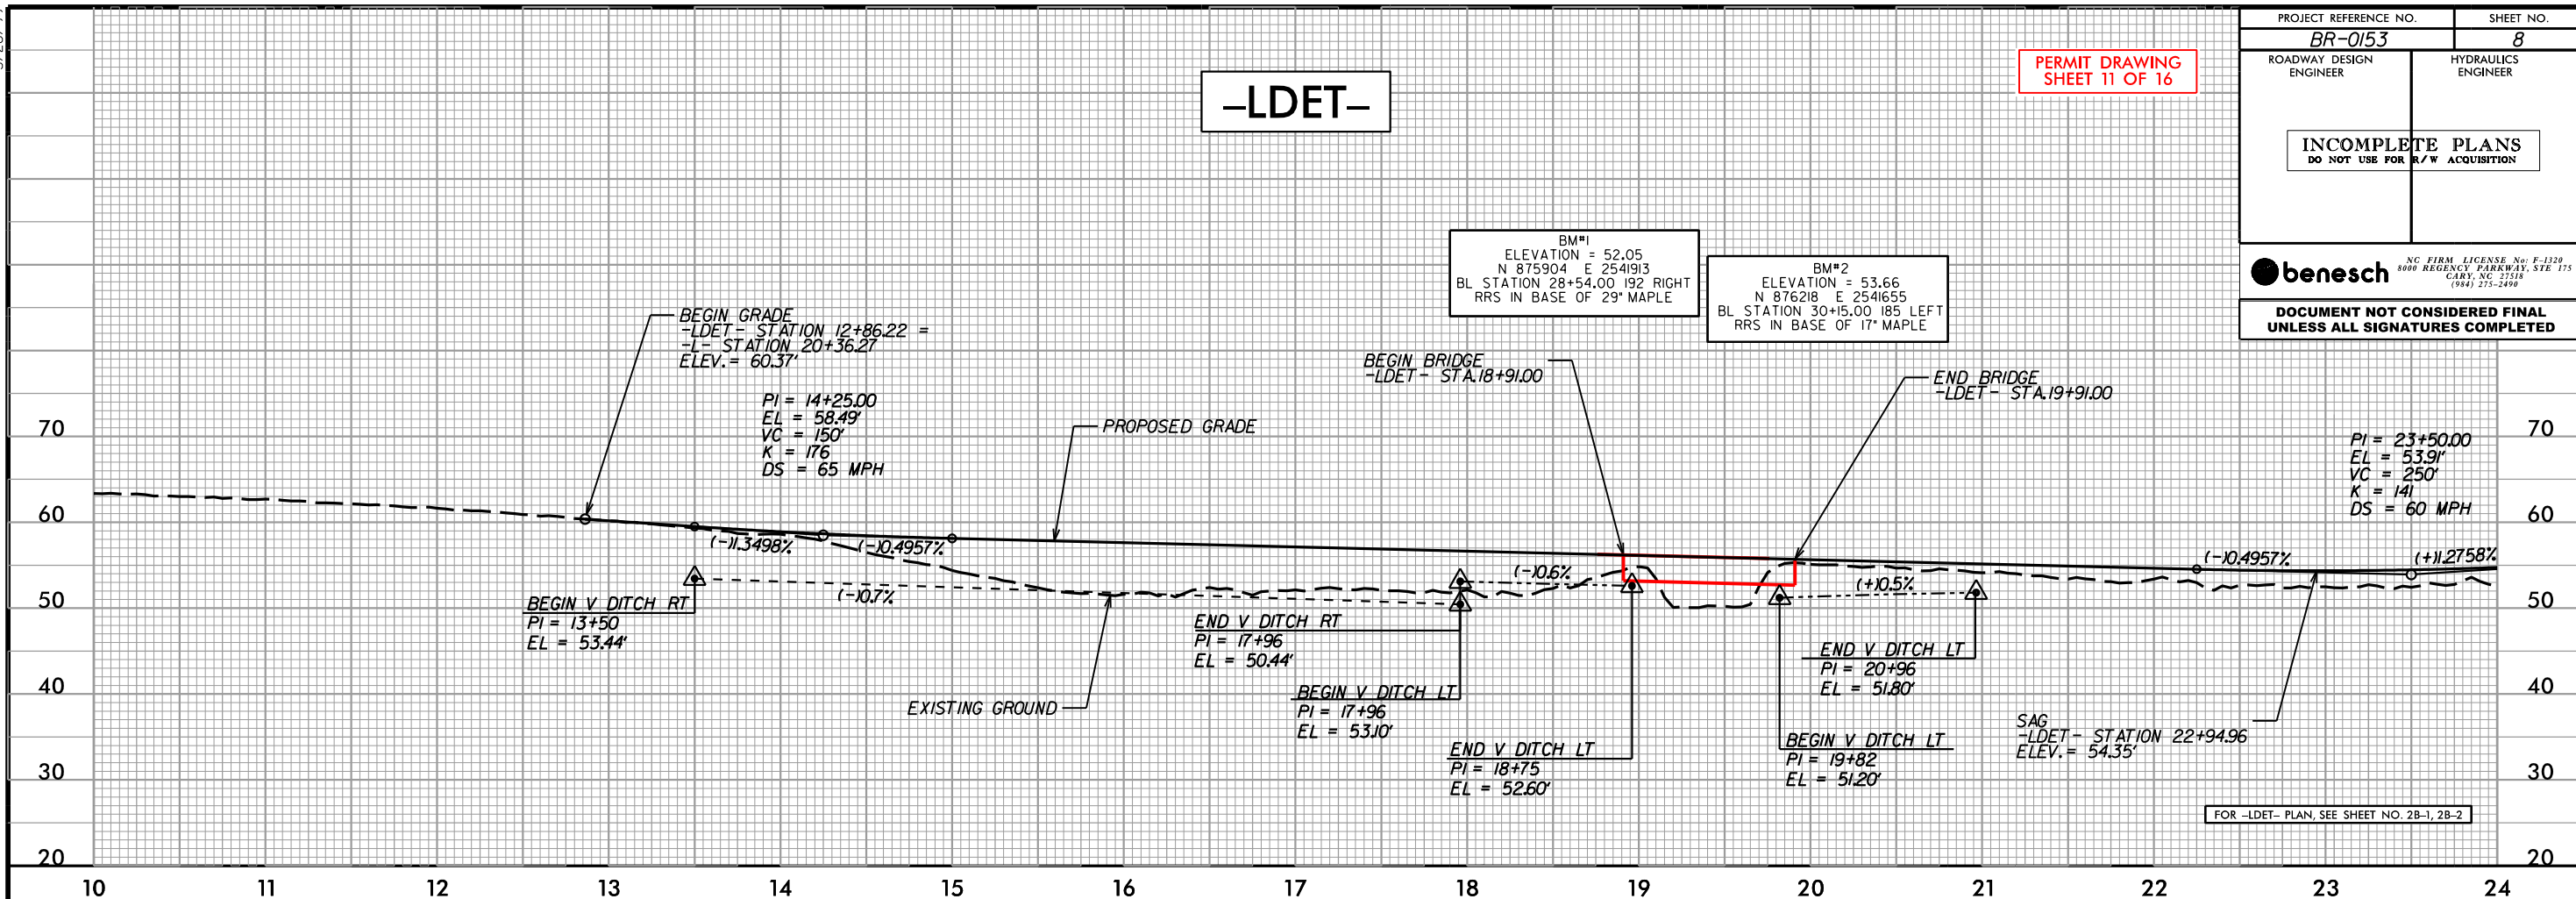 PROJECT REFERENCE NO.
SHEET NO.
BR-0153
8
ROADWAY DESIGN
ENGINEER
HYDRAULICS
ENGINEER
INCOMPLETE PLANS
DO NOT USE FOR R/W ACQUISITION
benesch
NC FIRM LICENSE No: F-1320
8000 REGENCY PARKWAY, STE 175
CARY, NC 27518
(984) 275-2490
DOCUMENT NOT CONSIDERED FINAL
UNLESS ALL SIGNATURES COMPLETED
PERMIT DRAWING
SHEET 11 OF 16
–LDET–
BM#1
ELEVATION = 52.05
N 875904 E 2541913
BL STATION 28+54.00 192 RIGHT
RRS IN BASE OF 29" MAPLE
BM#2
ELEVATION = 53.66
N 876218 E 2541655
BL STATION 30+15.00 185 LEFT
RRS IN BASE OF 17" MAPLE
BEGIN GRADE
-LDET- STATION 12+86.22 =
-L- STATION 20+36.27
ELEV. = 60.37'
PI = 14+25.00
EL = 58.49'
VC = 150'
K = 176
DS = 65 MPH
PROPOSED GRADE
BEGIN BRIDGE
-LDET- STA.18+91.00
END BRIDGE
-LDET- STA.19+91.00
PI = 23+50.00
EL = 53.91'
VC = 250'
K = 141
DS = 60 MPH
(-)1.3498%
(-)0.4957%
(-)0.7%
(-)0.6%
(+)0.5%
(-)0.4957%
(+)1.2758%
BEGIN V DITCH RT
PI = 13+50
EL = 53.44'
END V DITCH RT
PI = 17+96
EL = 50.44'
BEGIN V DITCH LT
PI = 17+96
EL = 53.10'
END V DITCH LT
PI = 18+75
EL = 52.60'
END V DITCH LT
PI = 20+96
EL = 51.80'
BEGIN V DITCH LT
PI = 19+82
EL = 51.20'
EXISTING GROUND
SAG
-LDET- STATION 22+94.96
ELEV. = 54.35'
FOR –LDET– PLAN, SEE SHEET NO. 2B–1, 2B–2
70
60
50
40
30
20
70
60
50
40
30
20
10 11 12 13 14 15 16 17 18 19 20 21 22 23 24